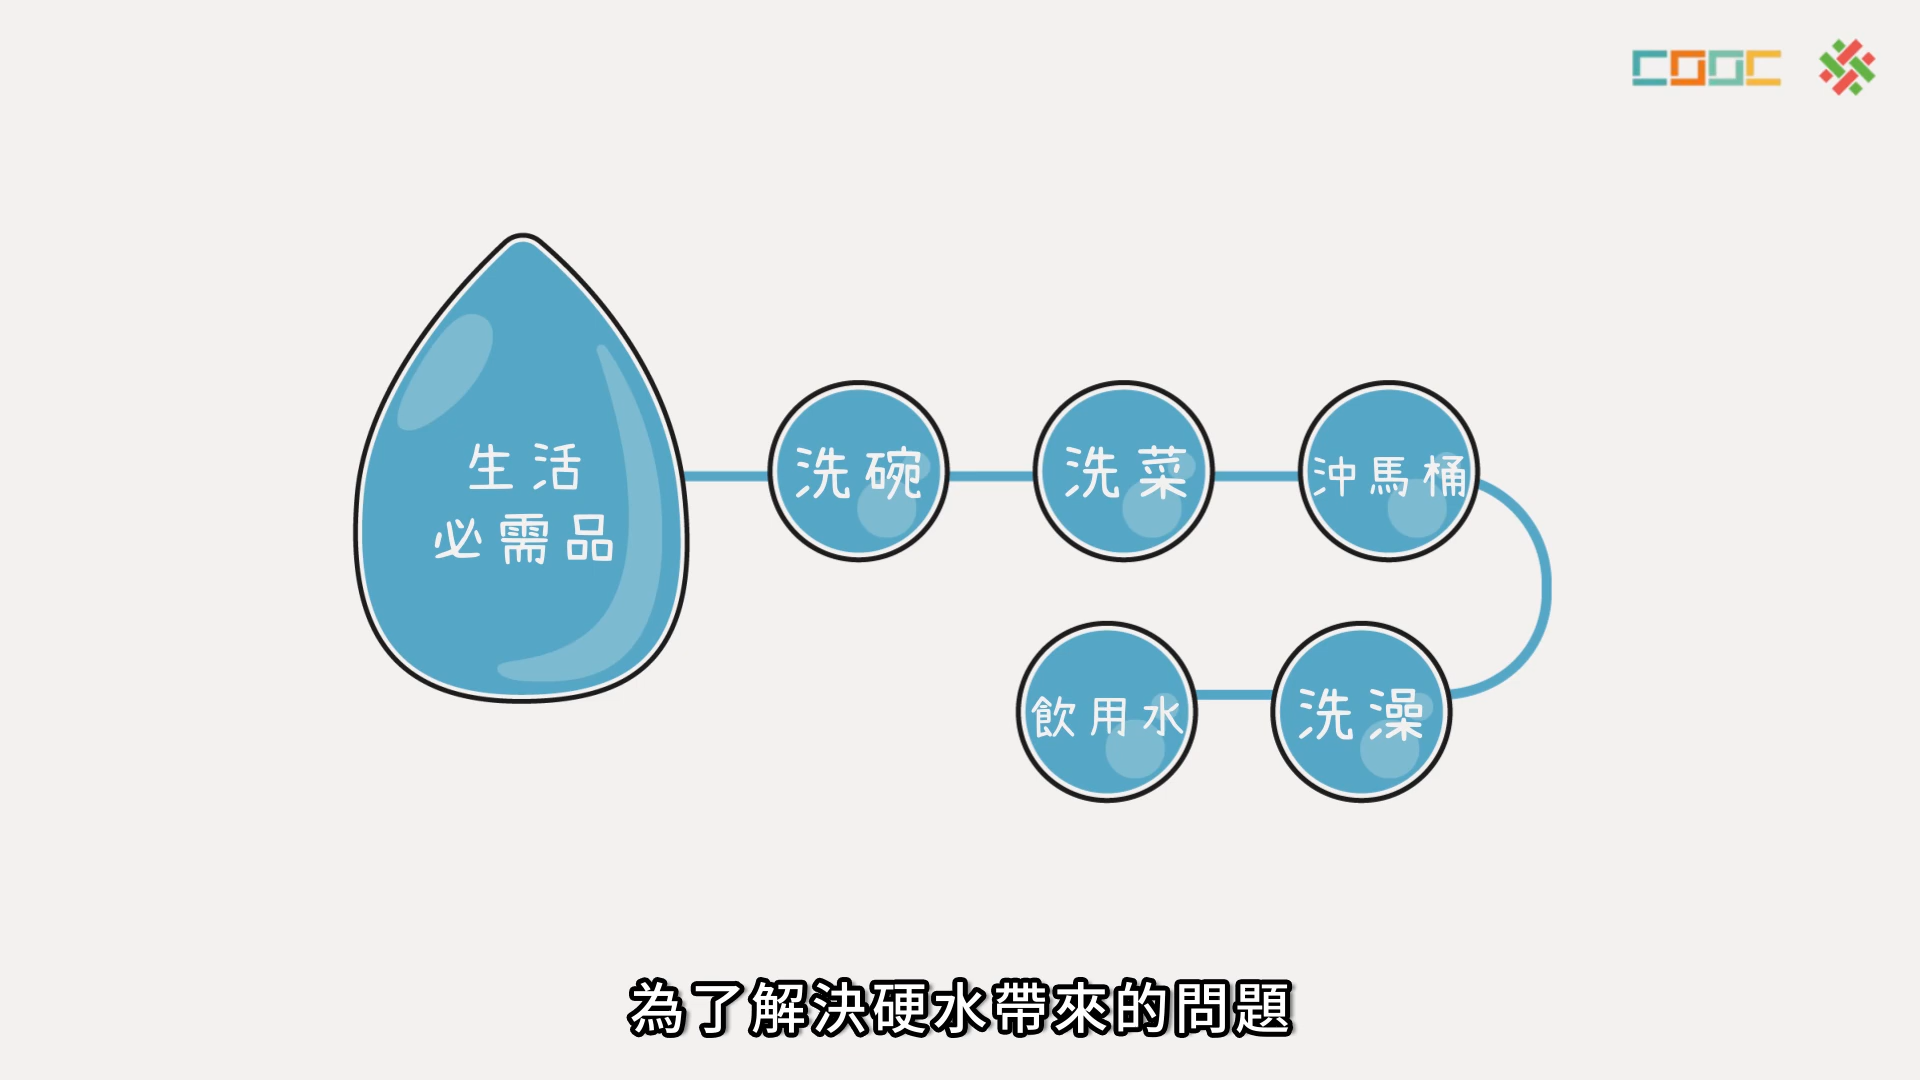 COOC
生活
必需品
洗碗
洗菜
沖馬桶
飲用水
洗澡
為了解決硬水帶來的問題